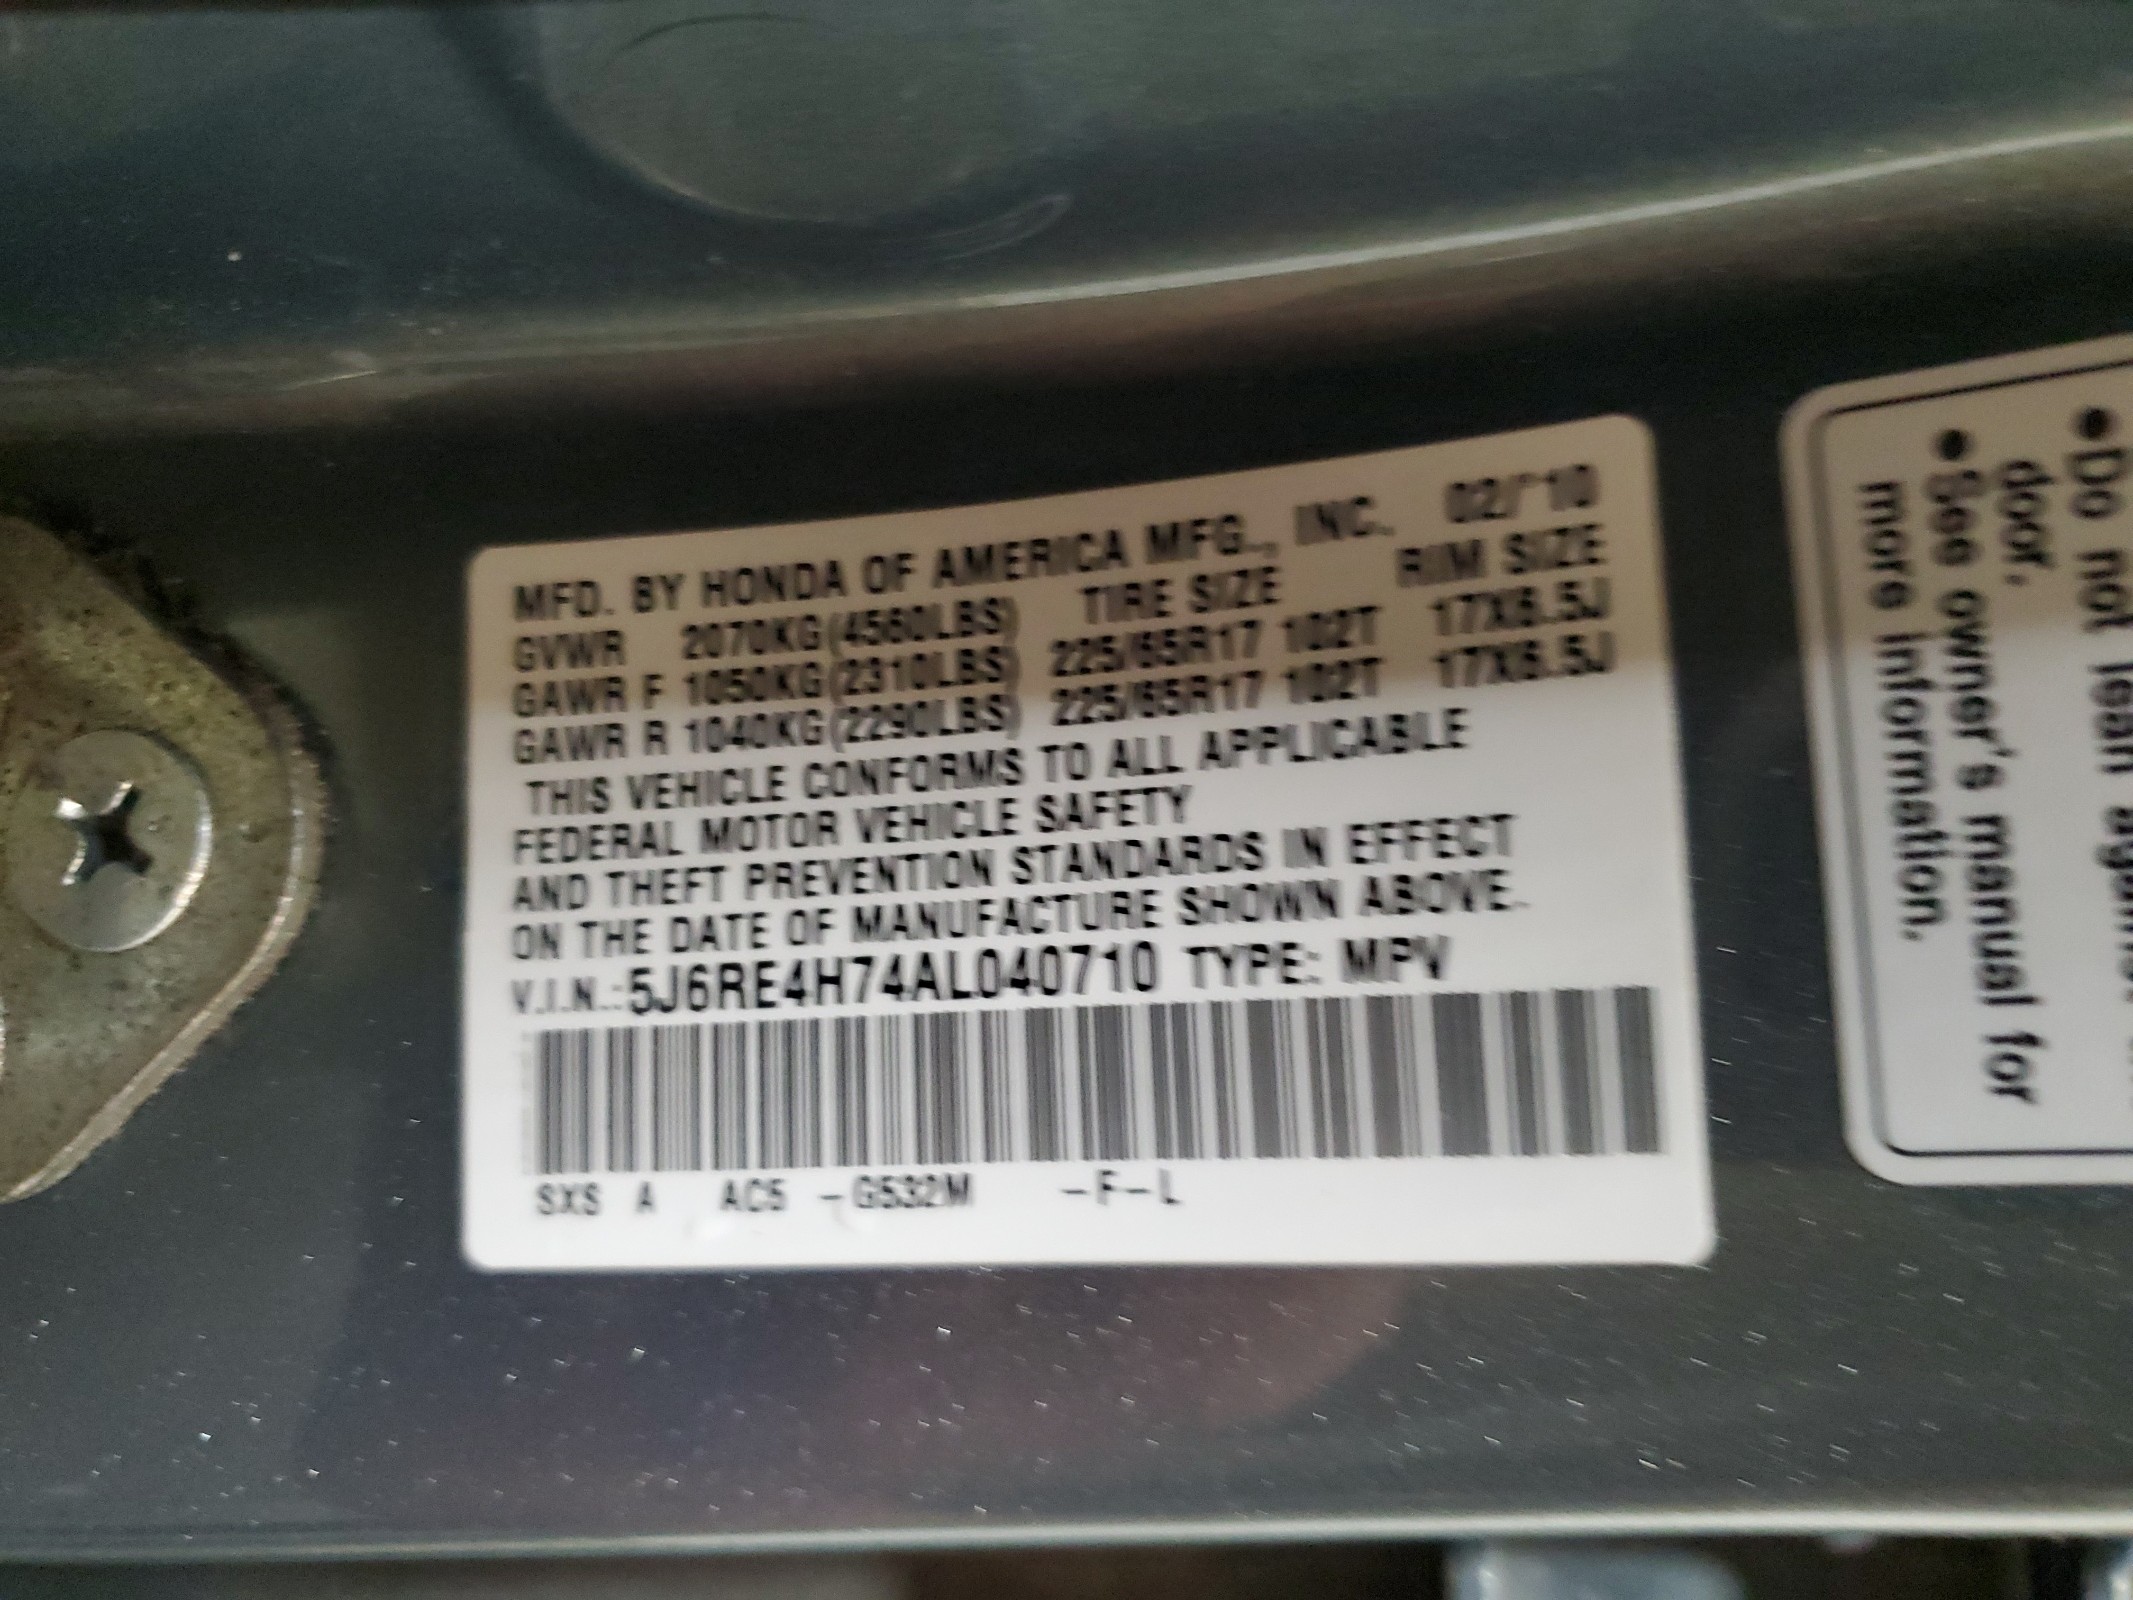 MFD. BY HONDA OF AMERICA MFG., INC. 02/'10
GVWR 2070KG(4560LBS) TIRE SIZE RIM SIZE
GAWR F 1050KG(2310LBS) 225/65R17 102T 17X6.5J
GAWR R 1040KG(2290LBS) 225/65R17 102T 17X6.5J
THIS VEHICLE CONFORMS TO ALL APPLICABLE
FEDERAL MOTOR VEHICLE SAFETY
AND THEFT PREVENTION STANDARDS IN EFFECT
ON THE DATE OF MANUFACTURE SHOWN ABOVE.
V.I.N.:5J6RE4H74AL040710 TYPE: MPV
SXS A AC5 -G532M -F-L
•Do not lean against
door.
•See owner's manual for
more information.